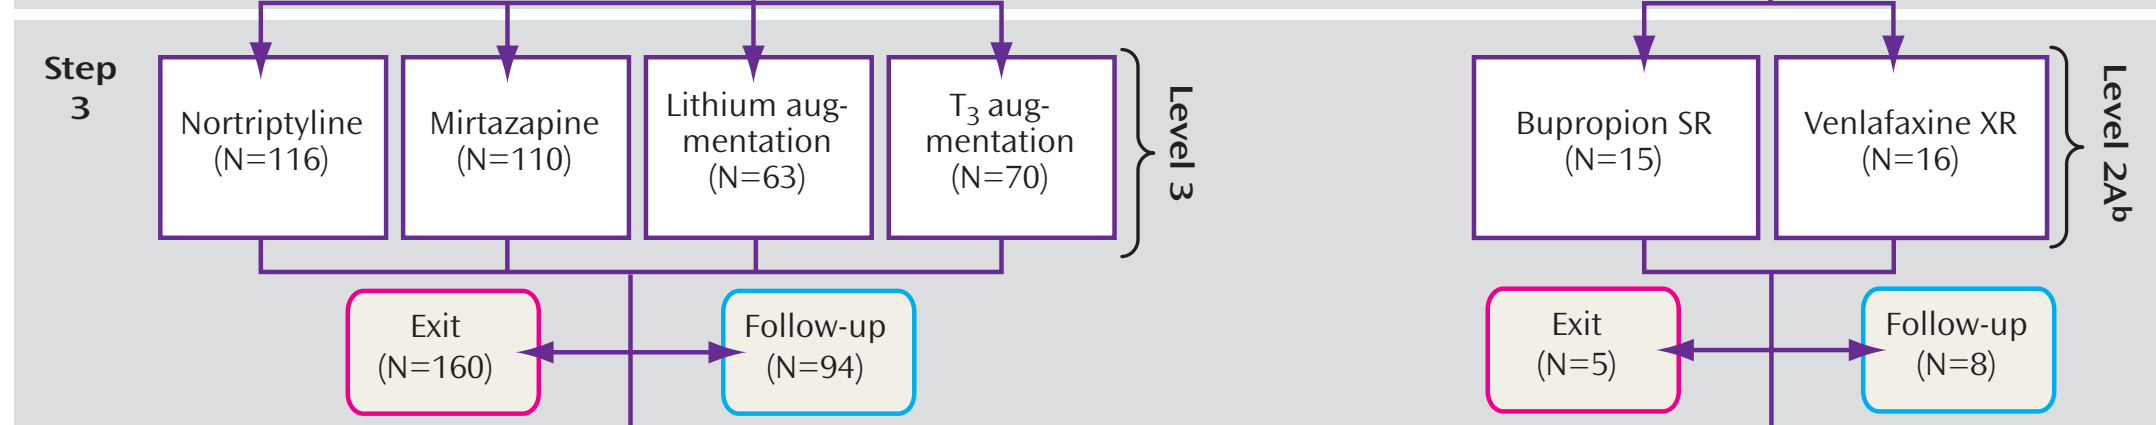 Step
3
Nortriptyline
(N=116)
Mirtazapine
(N=110)
Lithium aug-
mentation
(N=63)
T3 aug-
mentation
(N=70)
Level 3
Bupropion SR
(N=15)
Venlafaxine XR
(N=16)
Level 2Ab
Exit
(N=160)
Follow-up
(N=94)
Exit
(N=5)
Follow-up
(N=8)